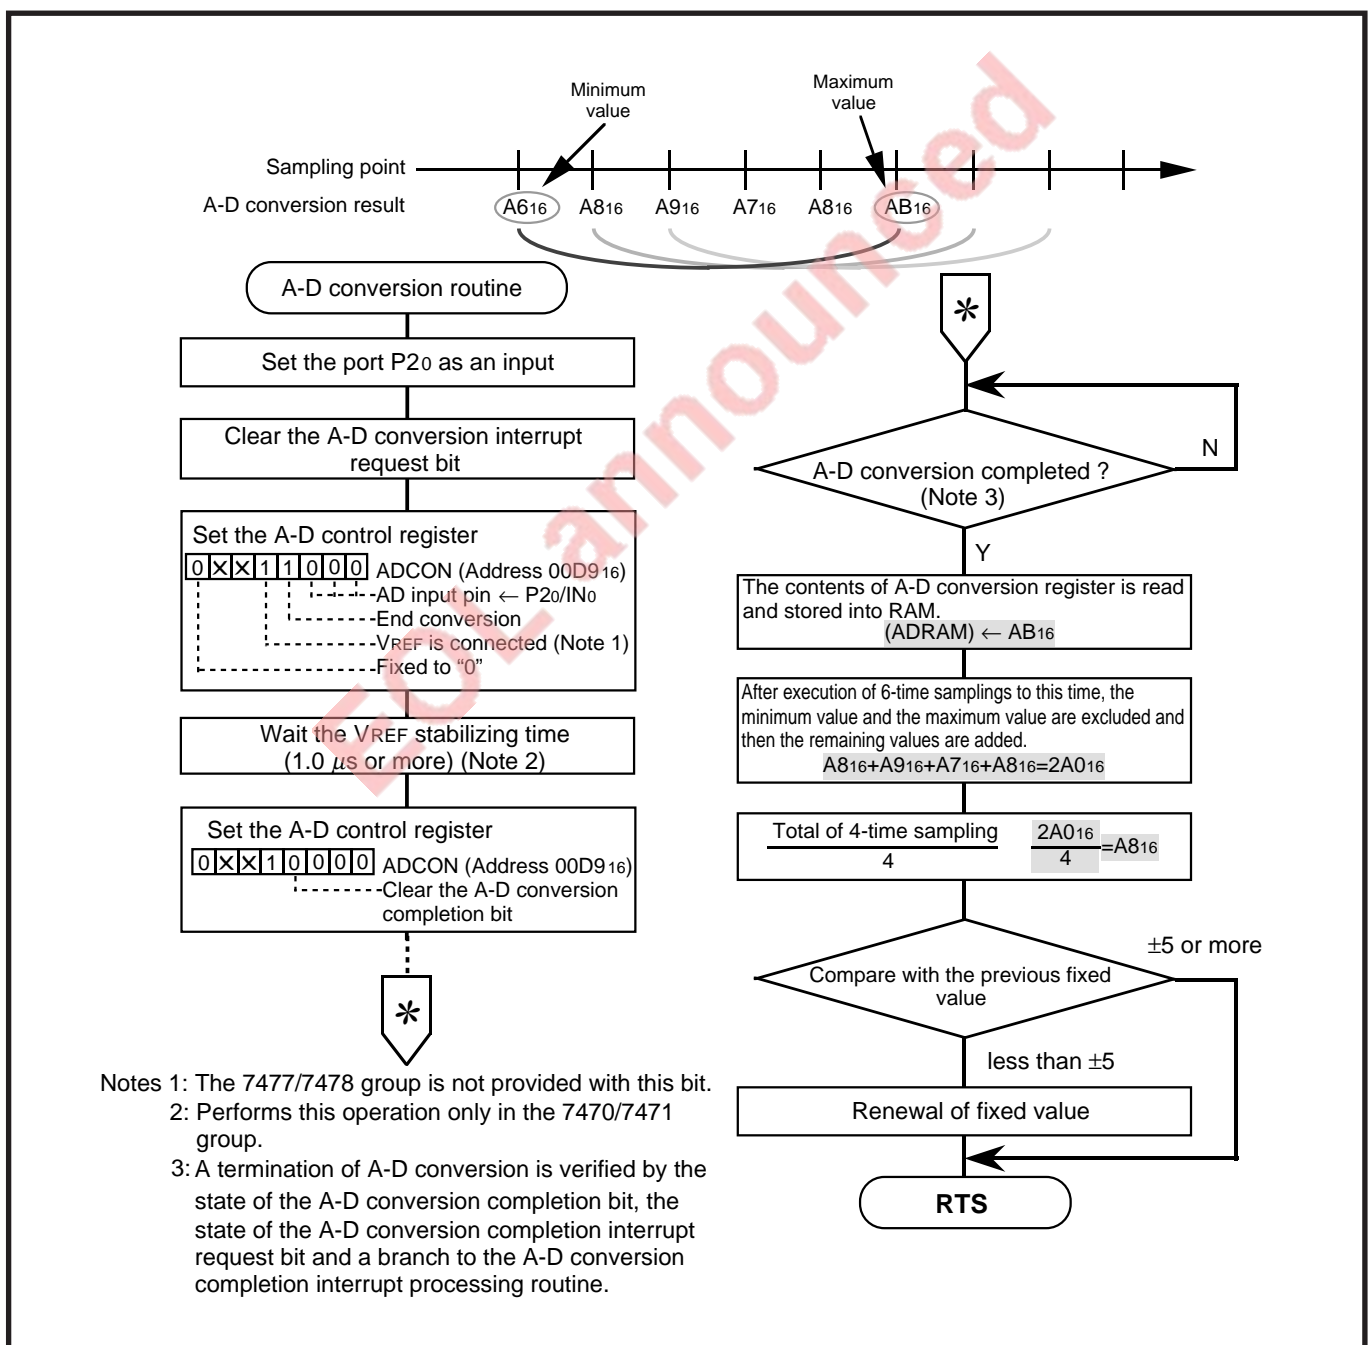 Minimum
value
Maximum
value
Sampling point
A-D conversion result
A616 A816 A916 A716 A816 AB16
A-D conversion routine
Set the port P20 as an input
Clear the A-D conversion interrupt
request bit
Set the A-D control register
0 X X 1 1 0 0 0 ADCON (Address 00D916)
AD input pin ← P20/IN0
End conversion
VREF is connected (Note 1)
Fixed to “0”
Wait the VREF stabilizing time
(1.0 μs or more) (Note 2)
Set the A-D control register
0 X X 1 0 0 0 0 ADCON (Address 00D916)
Clear the A-D conversion
completion bit
*
Notes 1: The 7477/7478 group is not provided with this bit.
2: Performs this operation only in the 7470/7471
group.
3: A termination of A-D conversion is verified by the
state of the A-D conversion completion bit, the
state of the A-D conversion completion interrupt
request bit and a branch to the A-D conversion
completion interrupt processing routine.
*
A-D conversion completed ?
(Note 3)
N
Y
The contents of A-D conversion register is read
and stored into RAM.
(ADRAM) ← AB16
After execution of 6-time samplings to this time, the
minimum value and the maximum value are excluded and
then the remaining values are added.
A816+A916+A716+A816=2A016
Total of 4-time sampling
4
2A016
4
=A816
±5 or more
Compare with the previous fixed
value
less than ±5
Renewal of fixed value
RTS
EOL announced